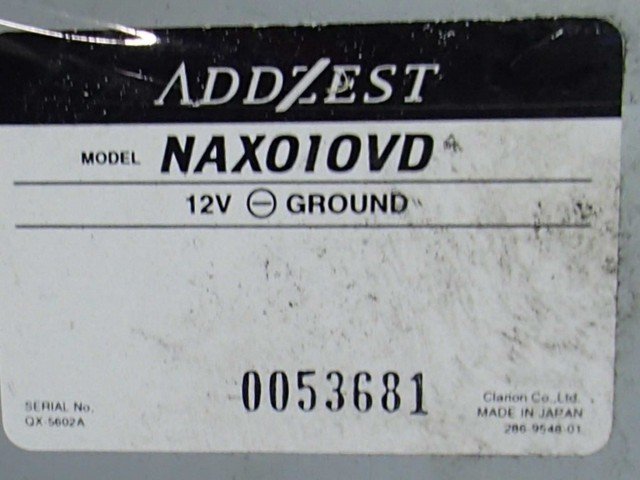 ADDZEST
MODEL NAX010VD
12V ⊖ GROUND
0053681
SERIAL No.
QX-5602A
Clarion Co., Ltd.
MADE IN JAPAN
286-9548-01